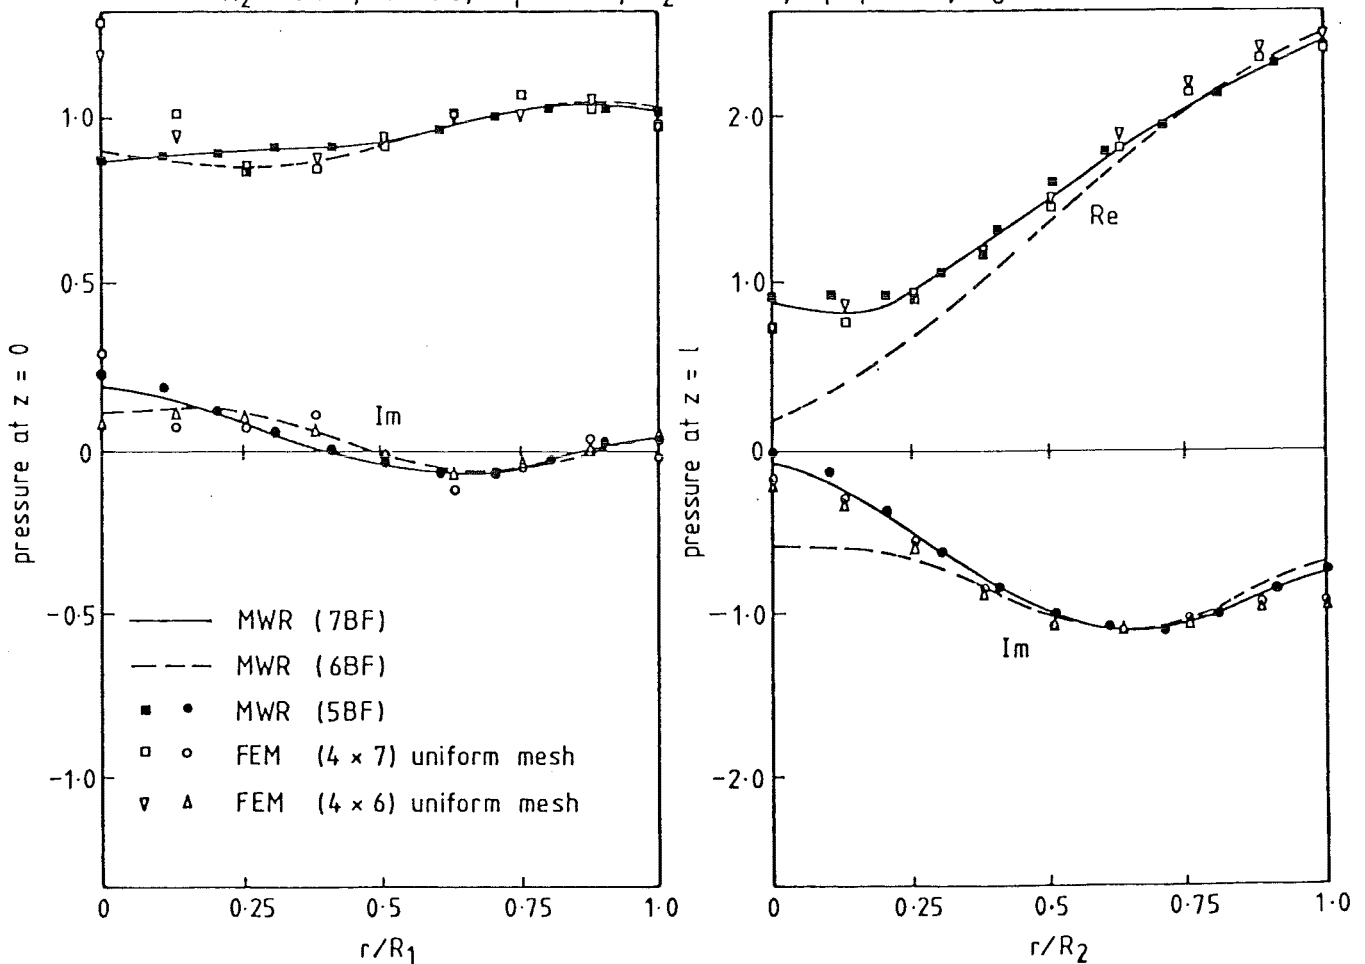 1.0
0.5
0
-0.5
-1.0
pressure at z = 0
Im
MWR (7BF)
MWR (6BF)
MWR (5BF)
FEM (4 × 7) uniform mesh
FEM (4 × 6) uniform mesh
0 0.25 0.5 0.75 1.0
r/R1
2.0
1.0
0
-1.0
-2.0
pressure at z = l
Re
Im
0 0.25 0.5 0.75 1.0
r/R2